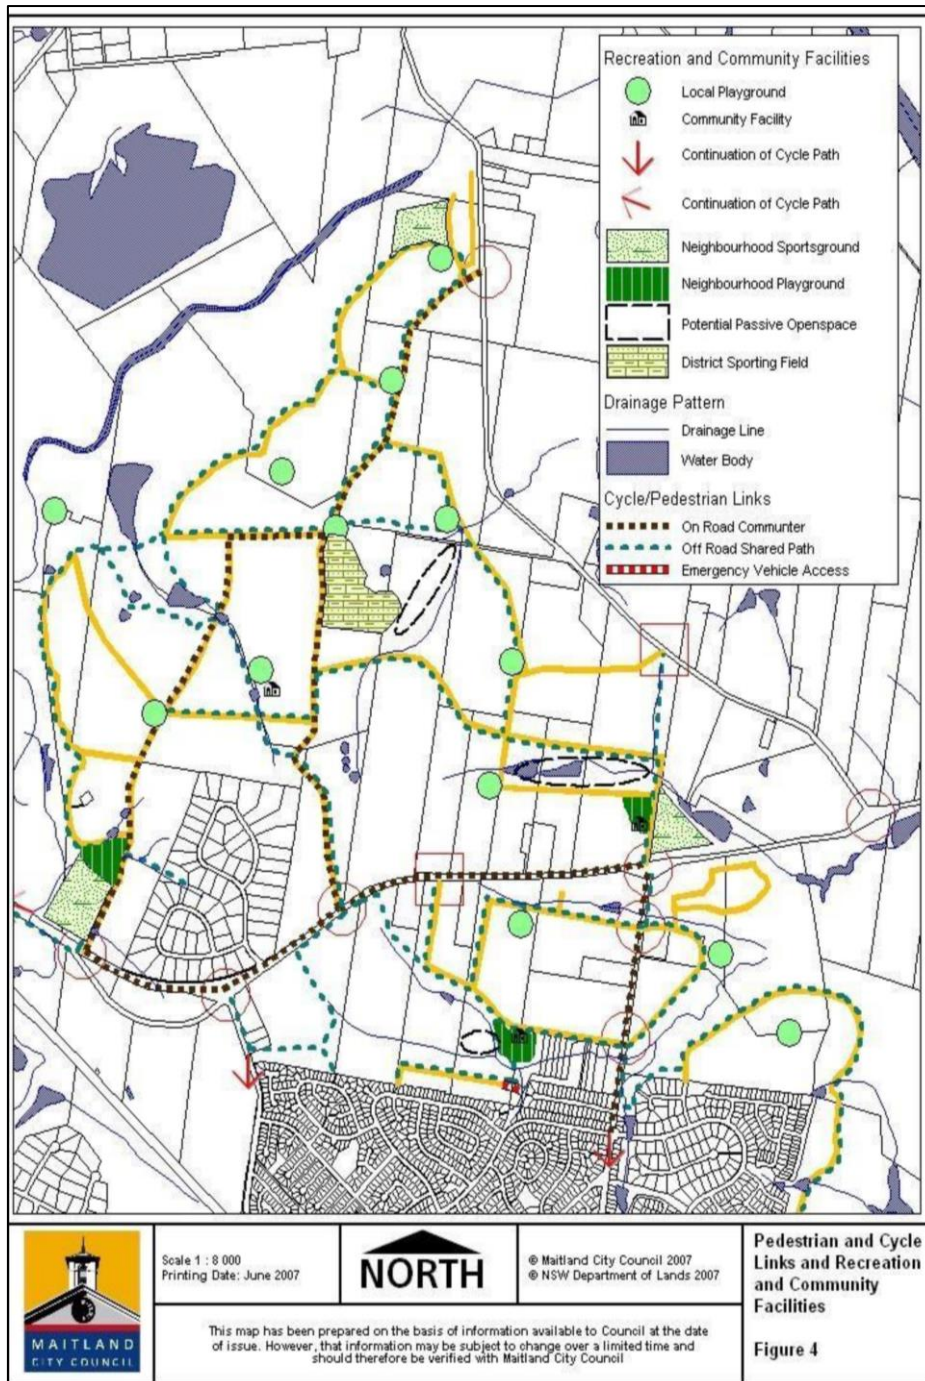 Recreation and Community Facilities
Local Playground
Community Facility
Continuation of Cycle Path
Continuation of Cycle Path
Neighbourhood Sportsground
Neighbourhood Playground
Potential Passive Openspace
District Sporting Field
Drainage Pattern
Drainage Line
Water Body
Cycle/Pedestrian Links
On Road Communter
Off Road Shared Path
Emergency Vehicle Access
MAITLAND
CITY COUNCIL
Scale 1 : 8 000
Printing Date: June 2007
NORTH
© Maitland City Council 2007
© NSW Department of Lands 2007
This map has been prepared on the basis of information available to Council at the date
of issue. However, that information may be subject to change over a limited time and
should therefore be verified with Maitland City Council
Pedestrian and Cycle
Links and Recreation
and Community
Facilities
Figure 4